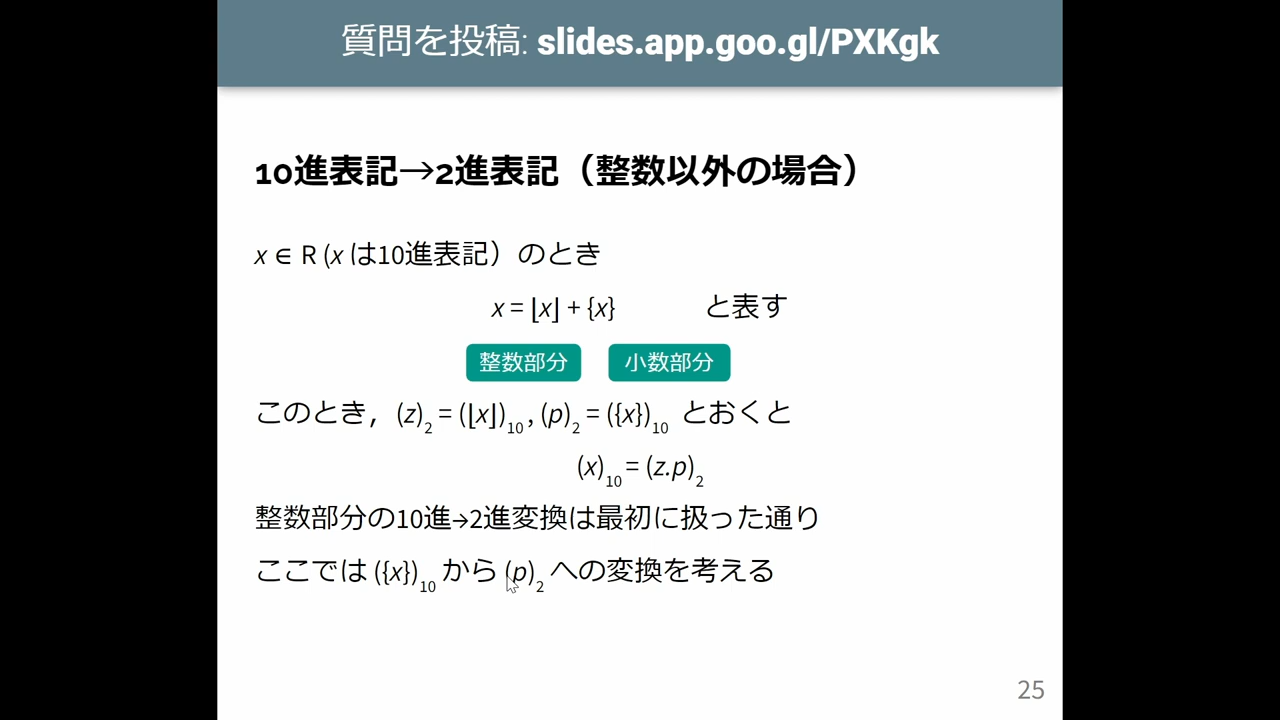 質問を投稿: slides.app.goo.gl/PXKgk
10進表記→2進表記（整数以外の場合）
x ∈ R (x は10進表記）のとき
x = ⌊x⌋ + {x} と表す
整数部分 小数部分
このとき，(z)2 = (⌊x⌋)10 , (p)2 = ({x})10 とおくと
(x)10 = (z.p)2
整数部分の10進→2進変換は最初に扱った通り
ここでは ({x})10 から (p)2 への変換を考える
25